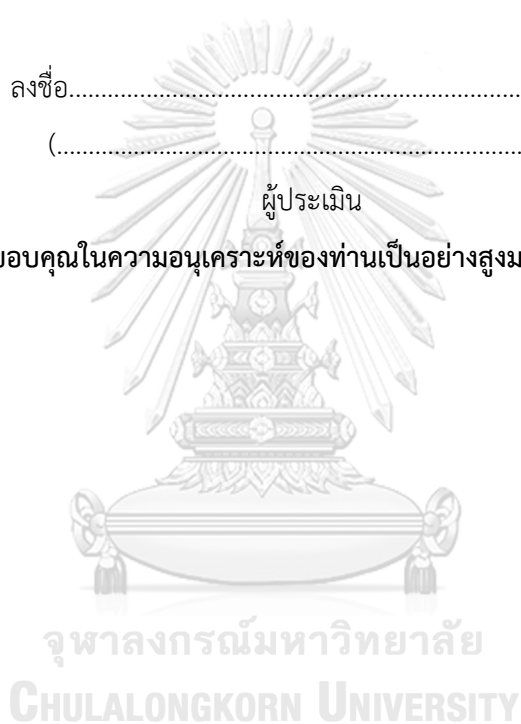 ลงชื่อ....................................................................
(....................................................................
ผู้ประเมิน
ขอบคุณในความอนุเคราะห์ของท่านเป็นอย่างสูงม
จุฬาลงกรณ์มหาวิทยาลัย
CHULALONGKORN UNIVERSITY